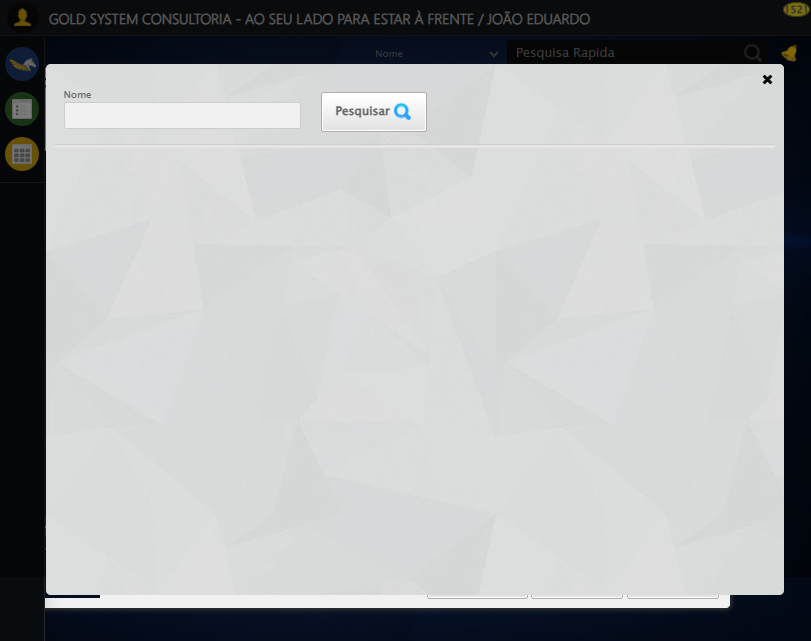 GOLD SYSTEM CONSULTORIA - AO SEU LADO PARA ESTAR À FRENTE / JOÃO EDUARDO
152
Nome
Pesquisa Rapida
Nome
Pesquisar